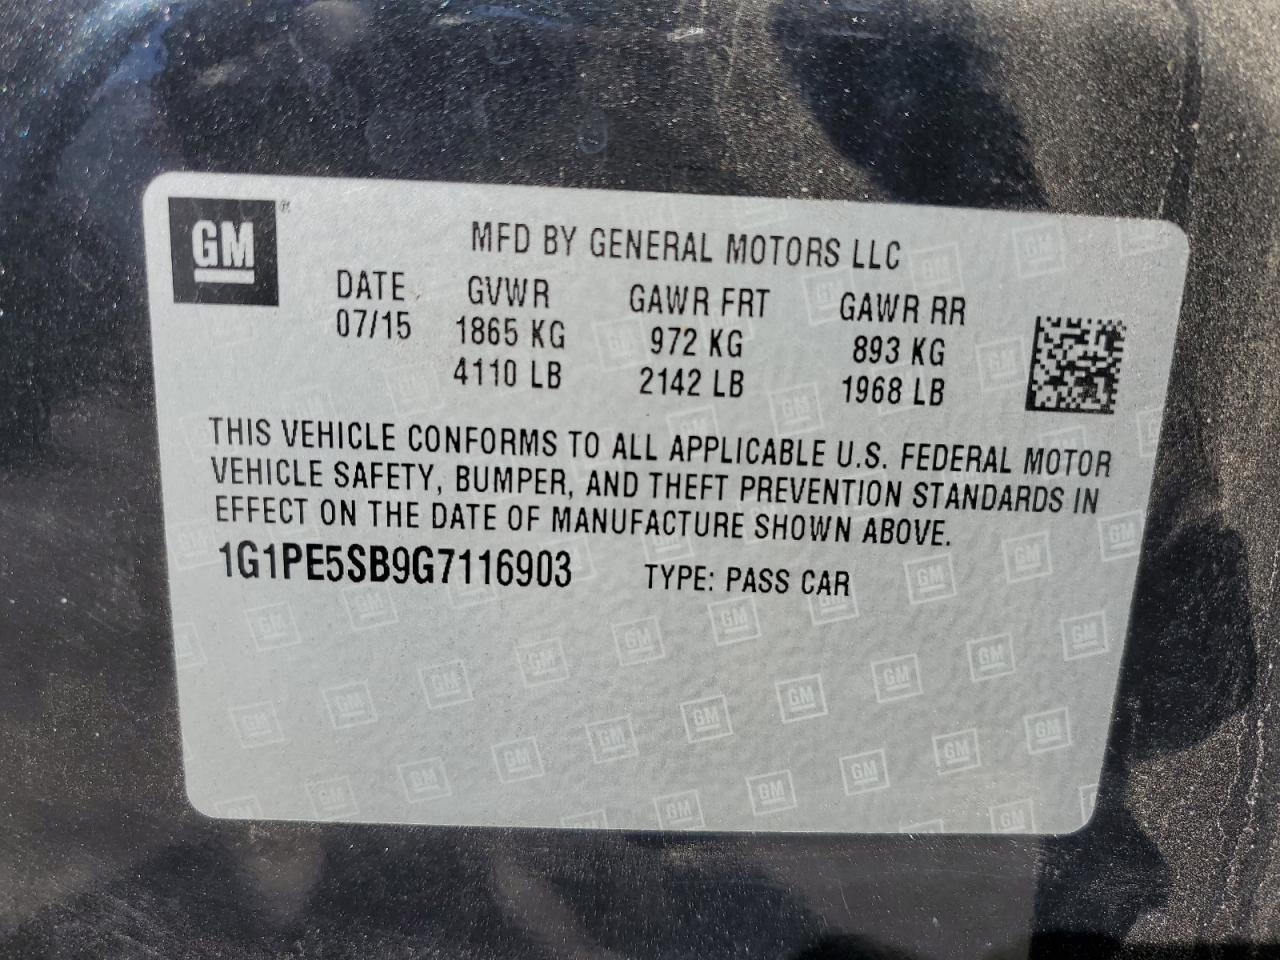 GM®
MFD BY GENERAL MOTORS LLC
DATE GVWR GAWR FRT GAWR RR
07/15 1865 KG 972 KG 893 KG
4110 LB 2142 LB 1968 LB
THIS VEHICLE CONFORMS TO ALL APPLICABLE U.S. FEDERAL MOTOR
VEHICLE SAFETY, BUMPER, AND THEFT PREVENTION STANDARDS IN
EFFECT ON THE DATE OF MANUFACTURE SHOWN ABOVE.
1G1PE5SB9G7116903 TYPE: PASS CAR